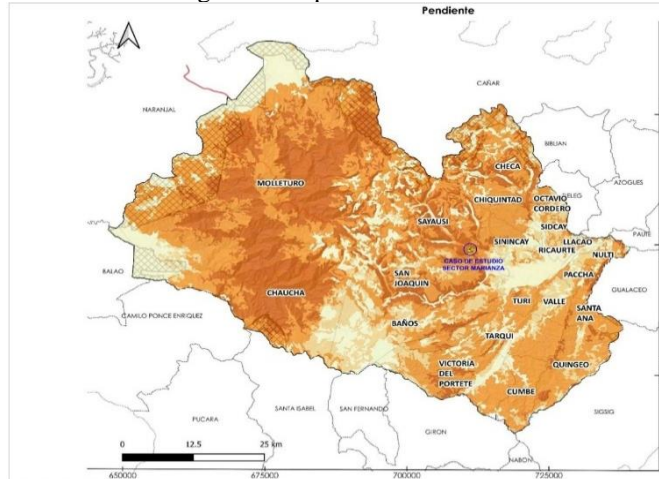 Pendiente
CAÑAR
NARANJAL
BIBLIAN
CHECA
AZOGUES
MOLLETURO
CHIQUINTAD
OCTAVIO
CORDERO
DELEG
SAYAUSI
SIDCAY
PAUTE
SININCAY
LLACAO
RICAURTE
NULTI
CASO DE ESTUDIO
SECTOR MARIANZA
BALAO
SAN
JOAQUIN
PACCHA
GUALACEO
CHAUCHA
TURI
VALLE
SANTA
ANA
CAMILO PONCE ENRIQUEZ
BAÑOS
TARQUI
VICTORIA
DEL
PORTETE
QUINGEO
CUMBE
PUCARA
SANTA ISABEL
SAN FERNANDO
GIRON
SIGSIG
NABON
0 12.5 25 km
650000 675000 700000 725000